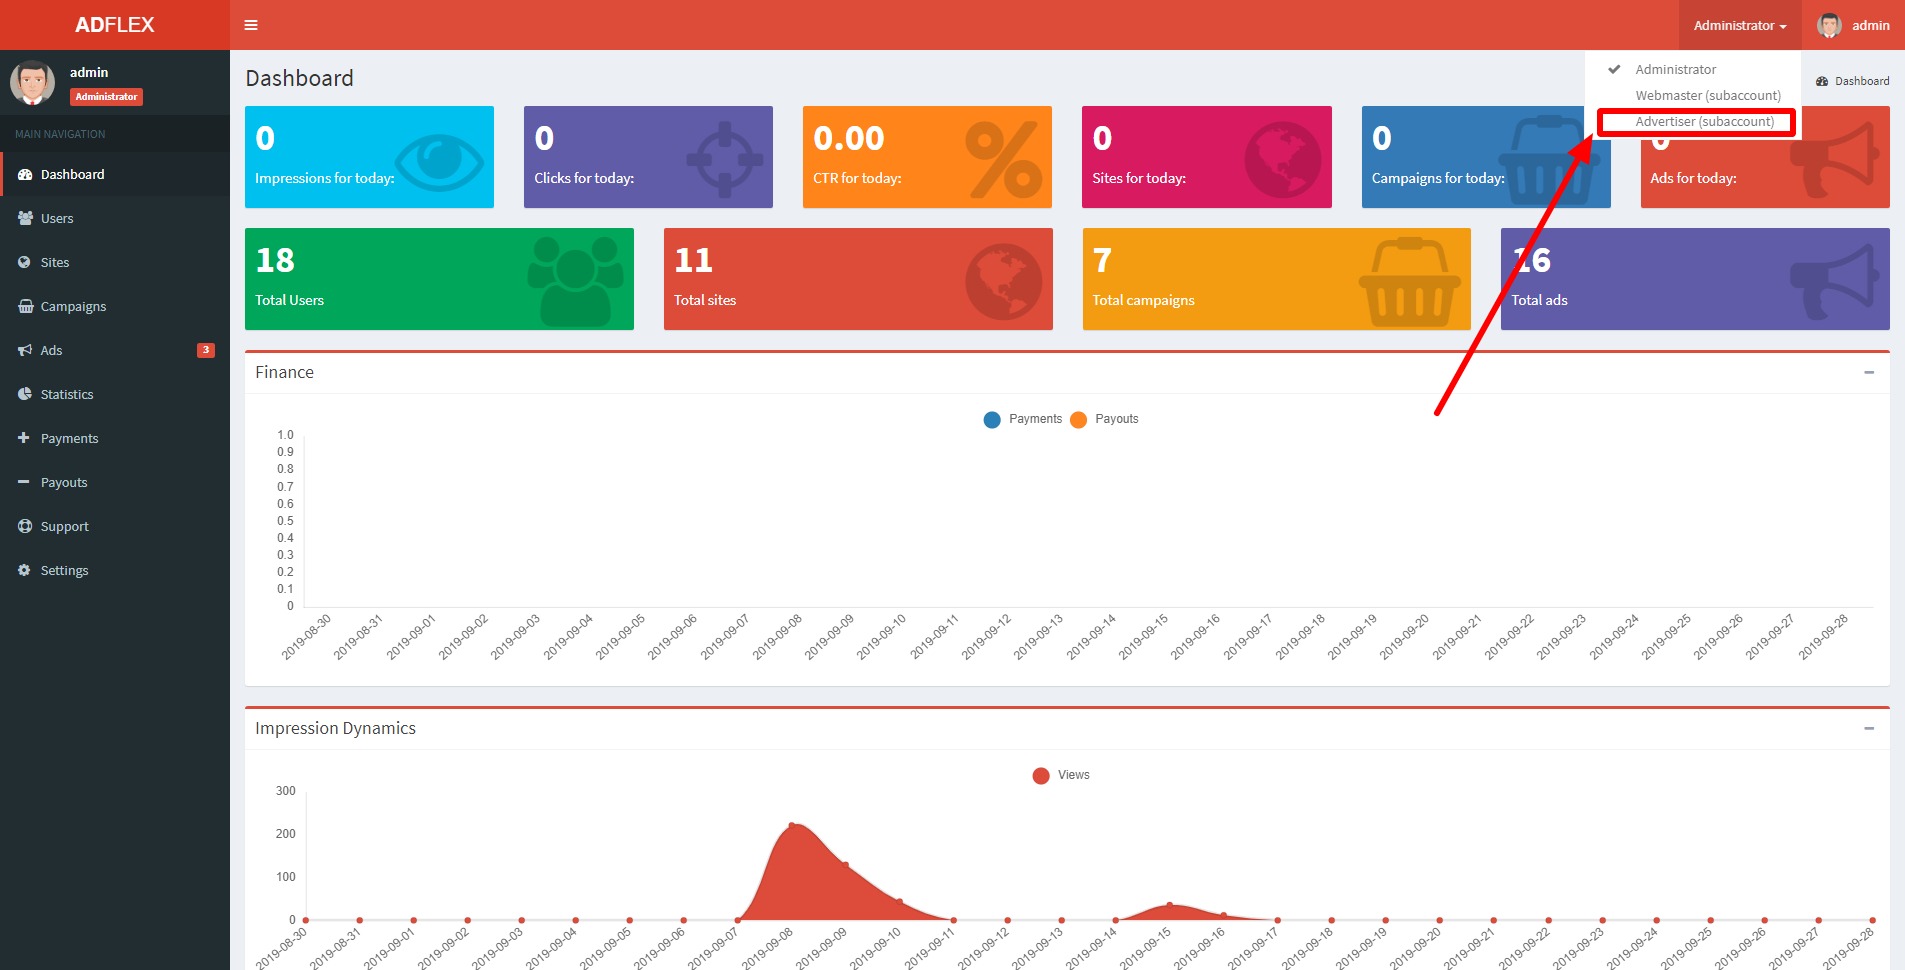 ADFLEX
Administrator
admin
admin
Administrator
MAIN NAVIGATION
Dashboard
Users
Sites
Campaigns
Ads
3
Statistics
Payments
Payouts
Support
Settings
Dashboard
Administrator
Webmaster (subaccount)
Advertiser (subaccount)
Dashboard
0
Impressions for today:
0
Clicks for today:
0.00
CTR for today:
0
Sites for today:
0
Campaigns for today:
0
Ads for today:
18
Total Users
11
Total sites
7
Total campaigns
16
Total ads
Finance
Payments
Payouts
1.0
0.9
0.8
0.7
0.6
0.5
0.4
0.3
0.2
0.1
0
2019-08-30
2019-08-31
2019-09-01
2019-09-02
2019-09-03
2019-09-04
2019-09-05
2019-09-06
2019-09-07
2019-09-08
2019-09-09
2019-09-10
2019-09-11
2019-09-12
2019-09-13
2019-09-14
2019-09-15
2019-09-16
2019-09-17
2019-09-18
2019-09-19
2019-09-20
2019-09-21
2019-09-22
2019-09-23
2019-09-24
2019-09-25
2019-09-26
2019-09-27
2019-09-28
Impression Dynamics
Views
300
200
100
0
2019-08-30
2019-08-31
2019-09-01
2019-09-02
2019-09-03
2019-09-04
2019-09-05
2019-09-06
2019-09-07
2019-09-08
2019-09-09
2019-09-10
2019-09-11
2019-09-12
2019-09-13
2019-09-14
2019-09-15
2019-09-16
2019-09-17
2019-09-18
2019-09-19
2019-09-20
2019-09-21
2019-09-22
2019-09-23
2019-09-24
2019-09-25
2019-09-26
2019-09-27
2019-09-28